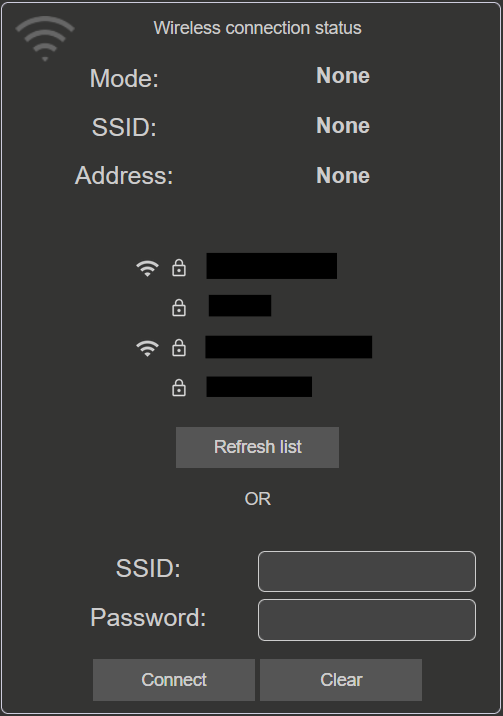 Wireless connection status
Mode: None
SSID: None
Address: None
Refresh list
OR
SSID:
Password:
Connect Clear